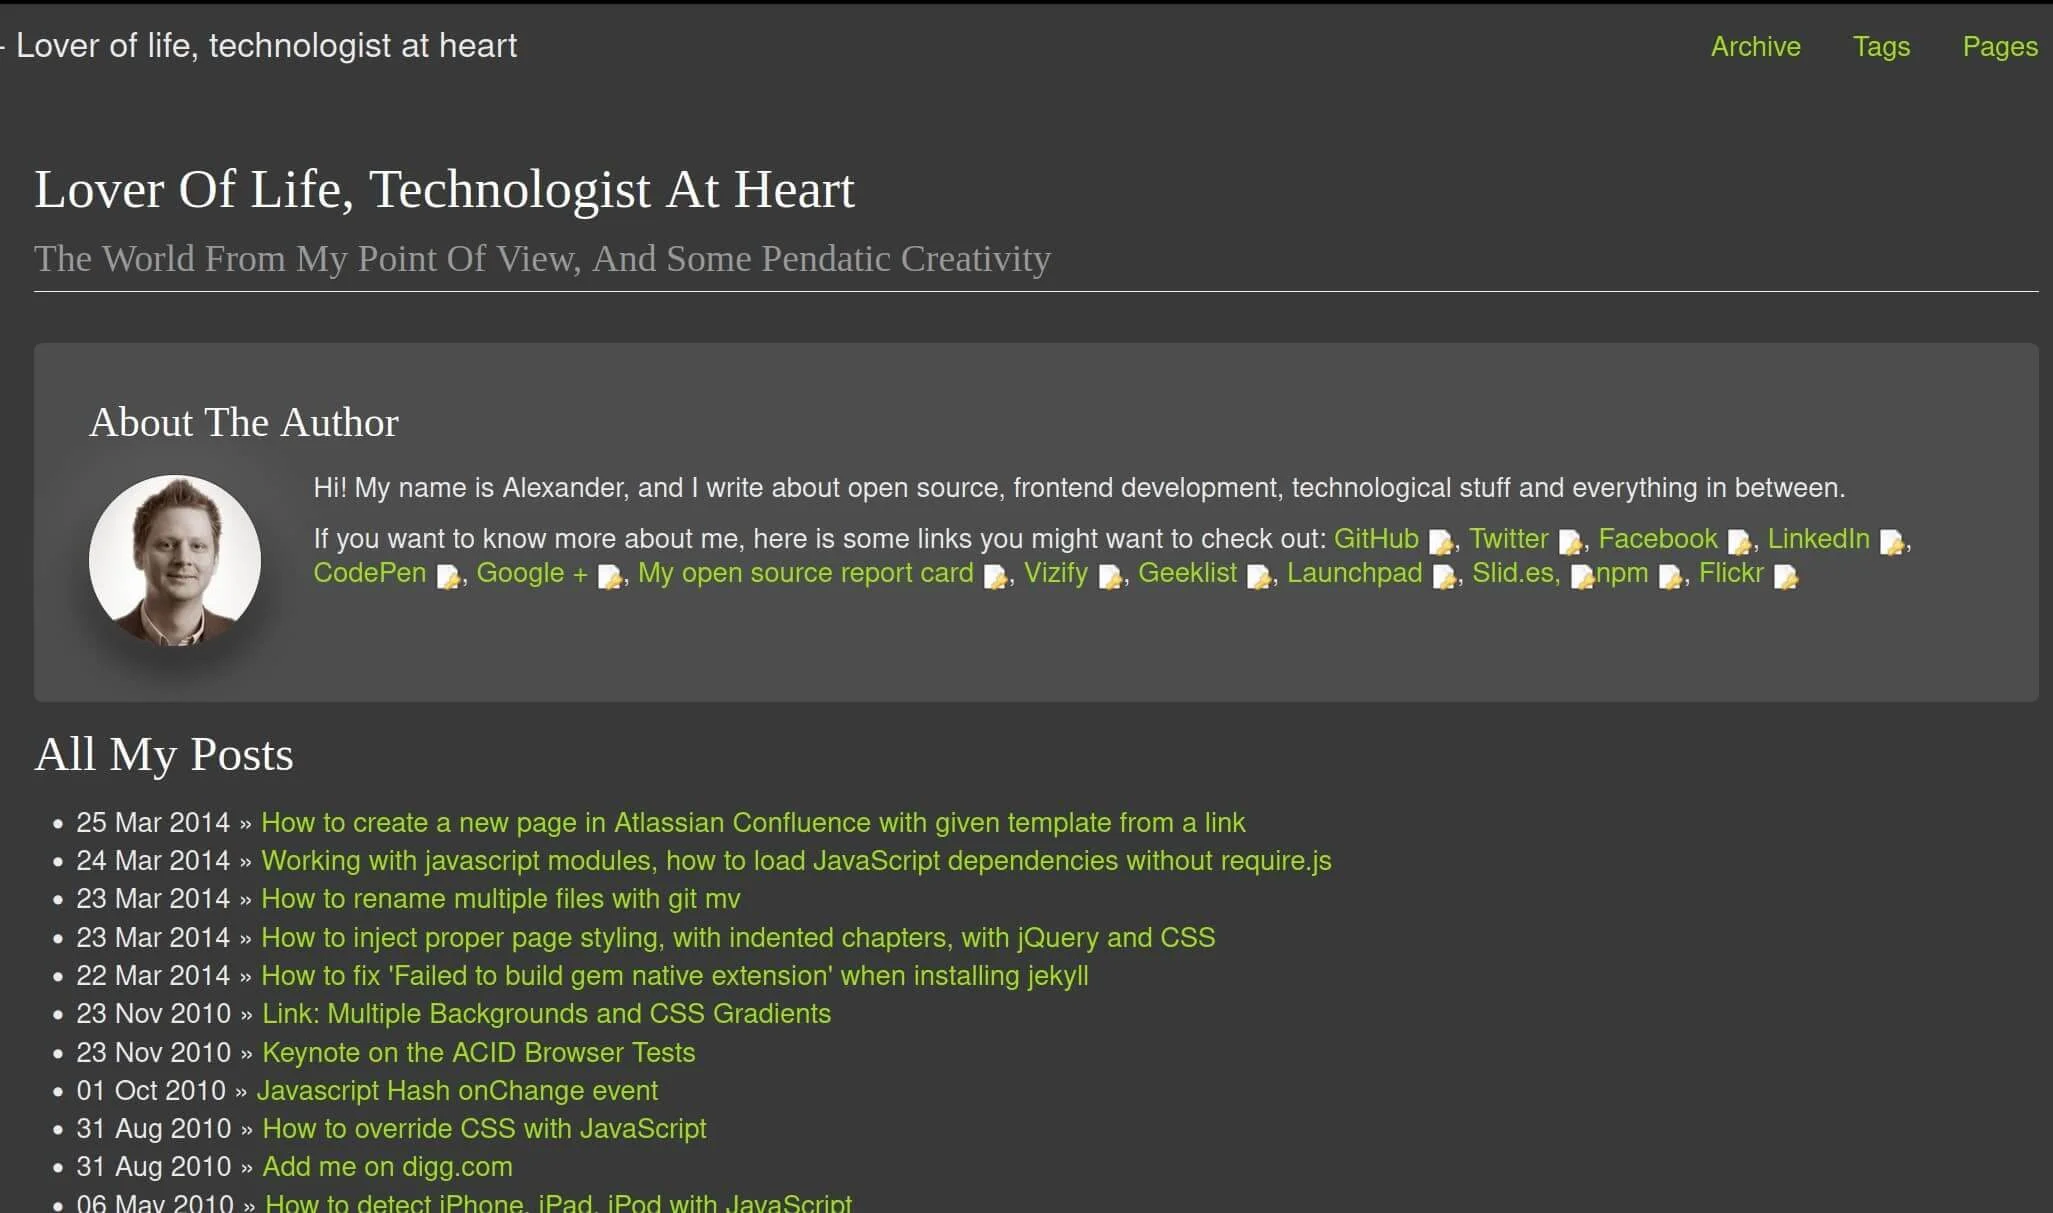 - Lover of life, technologist at heart
Archive Tags Pages
Lover Of Life, Technologist At Heart
The World From My Point Of View, And Some Pendatic Creativity
About The Author
Hi! My name is Alexander, and I write about open source, frontend development, technological stuff and everything in between.
If you want to know more about me, here is some links you might want to check out: GitHub , Twitter , Facebook , LinkedIn ,
CodePen , Google + , My open source report card , Vizify , Geeklist , Launchpad , Slid.es, npm , Flickr
All My Posts
• 25 Mar 2014 » How to create a new page in Atlassian Confluence with given template from a link
• 24 Mar 2014 » Working with javascript modules, how to load JavaScript dependencies without require.js
• 23 Mar 2014 » How to rename multiple files with git mv
• 23 Mar 2014 » How to inject proper page styling, with indented chapters, with jQuery and CSS
• 22 Mar 2014 » How to fix 'Failed to build gem native extension' when installing jekyll
• 23 Nov 2010 » Link: Multiple Backgrounds and CSS Gradients
• 23 Nov 2010 » Keynote on the ACID Browser Tests
• 01 Oct 2010 » Javascript Hash onChange event
• 31 Aug 2010 » How to override CSS with JavaScript
• 31 Aug 2010 » Add me on digg.com
• 06 May 2010 » How to detect iPhone, iPad, iPod with JavaScript